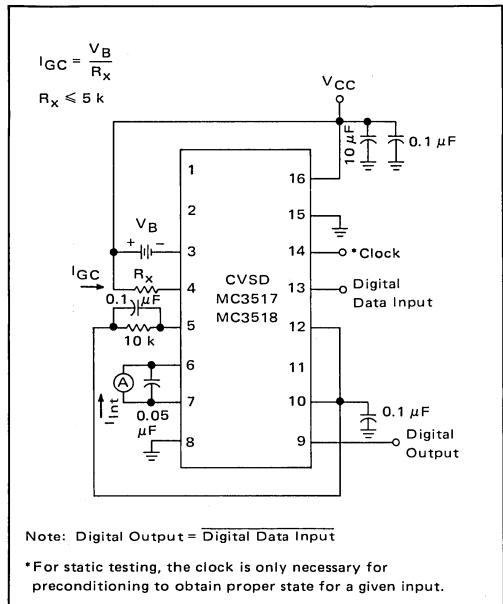 I_GC = V_B / R_x
R_x ⩽ 5 k
V_CC
10 μF
0.1 μF
1
16
2
15
V_B
+ −
3
14
*Clock
I_GC
R_x
4
CVSD
MC3517
MC3518
13
Digital
Data Input
0.1 μF
10 k
5
12
6
11
A
I_Int
0.05
μF
7
10
0.1 μF
8
9
Digital
Output
Note: Digital Output = D̅i̅g̅i̅t̅a̅l̅ ̅D̅a̅t̅a̅ ̅I̅n̅p̅u̅t̅
*For static testing, the clock is only necessary for
preconditioning to obtain proper state for a given input.